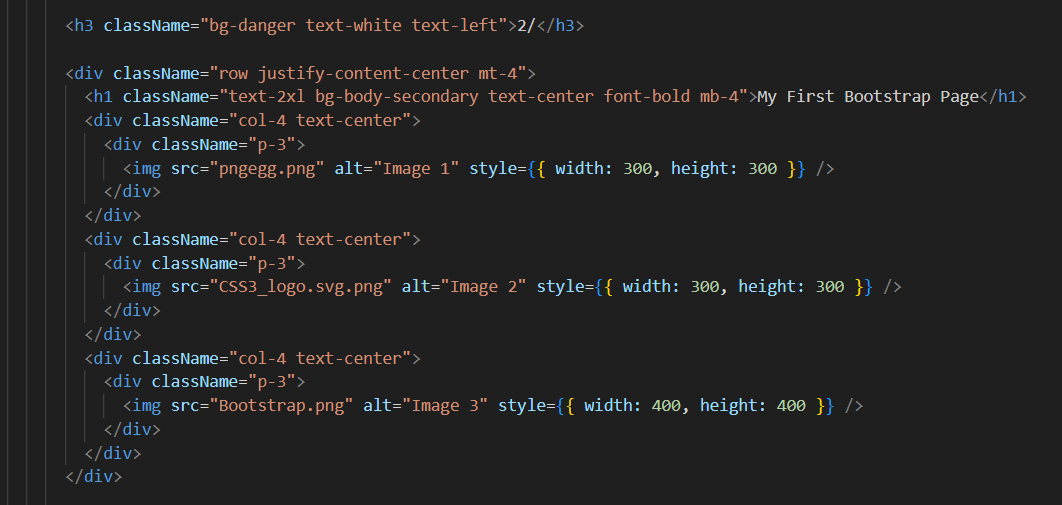 <h3 className="bg-danger text-white text-left">2/</h3>
<div className="row justify-content-center mt-4">
<h1 className="text-2xl bg-body-secondary text-center font-bold mb-4">My First Bootstrap Page</h1>
<div className="col-4 text-center">
<div className="p-3">
<img src="pngegg.png" alt="Image 1" style={{ width: 300, height: 300 }} />
</div>
</div>
<div className="col-4 text-center">
<div className="p-3">
<img src="CSS3_logo.svg.png" alt="Image 2" style={{ width: 300, height: 300 }} />
</div>
</div>
<div className="col-4 text-center">
<div className="p-3">
<img src="Bootstrap.png" alt="Image 3" style={{ width: 400, height: 400 }} />
</div>
</div>
</div>